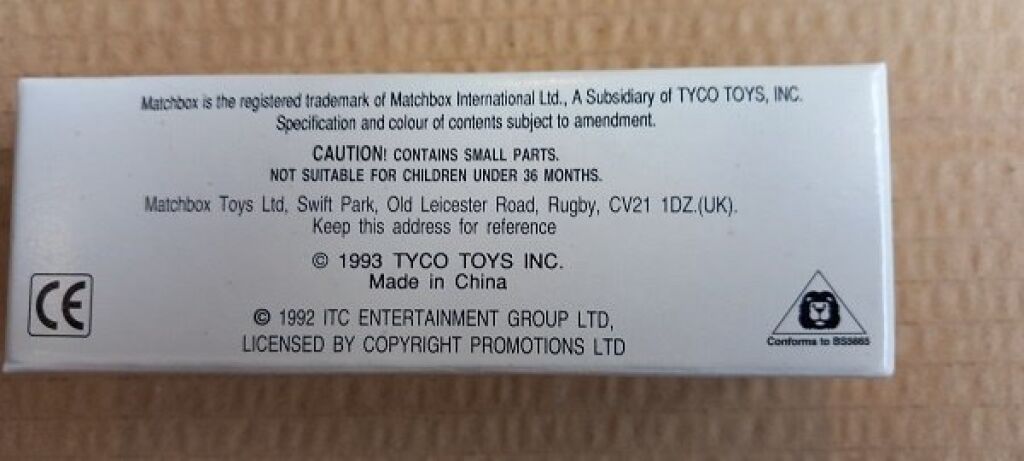 Matchbox is the registered trademark of Matchbox International Ltd., A Subsidiary of TYCO TOYS, INC.
Specification and colour of contents subject to amendment.
CAUTION! CONTAINS SMALL PARTS.
NOT SUITABLE FOR CHILDREN UNDER 36 MONTHS.
Matchbox Toys Ltd, Swift Park, Old Leicester Road, Rugby, CV21 1DZ.(UK).
Keep this address for reference
© 1993 TYCO TOYS INC.
Made in China
CE
© 1992 ITC ENTERTAINMENT GROUP LTD,
LICENSED BY COPYRIGHT PROMOTIONS LTD
Conforms to BS5665